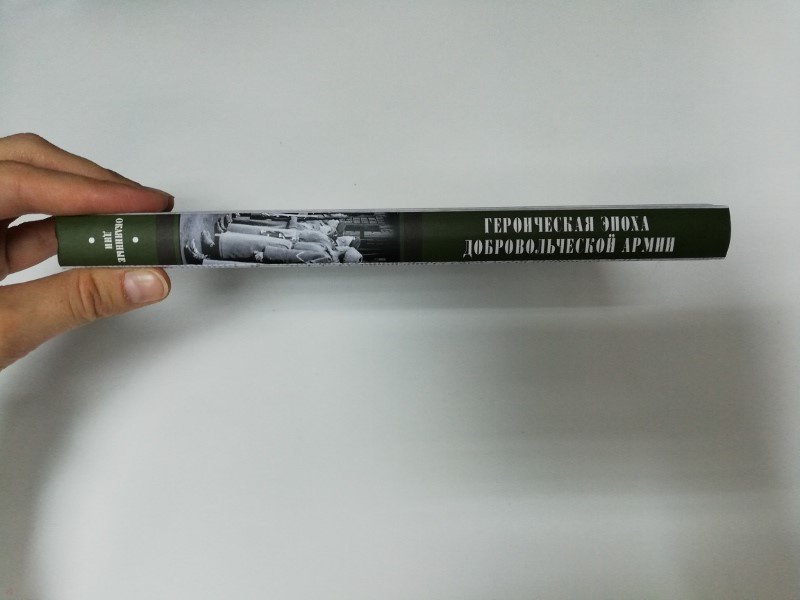 ГЕРОИЧЕСКАЯ ЭПОХА
ДОБРОВОЛЬЧЕСКОЙ АРМИИ
ОКАЯННЫЕ
ДНИ